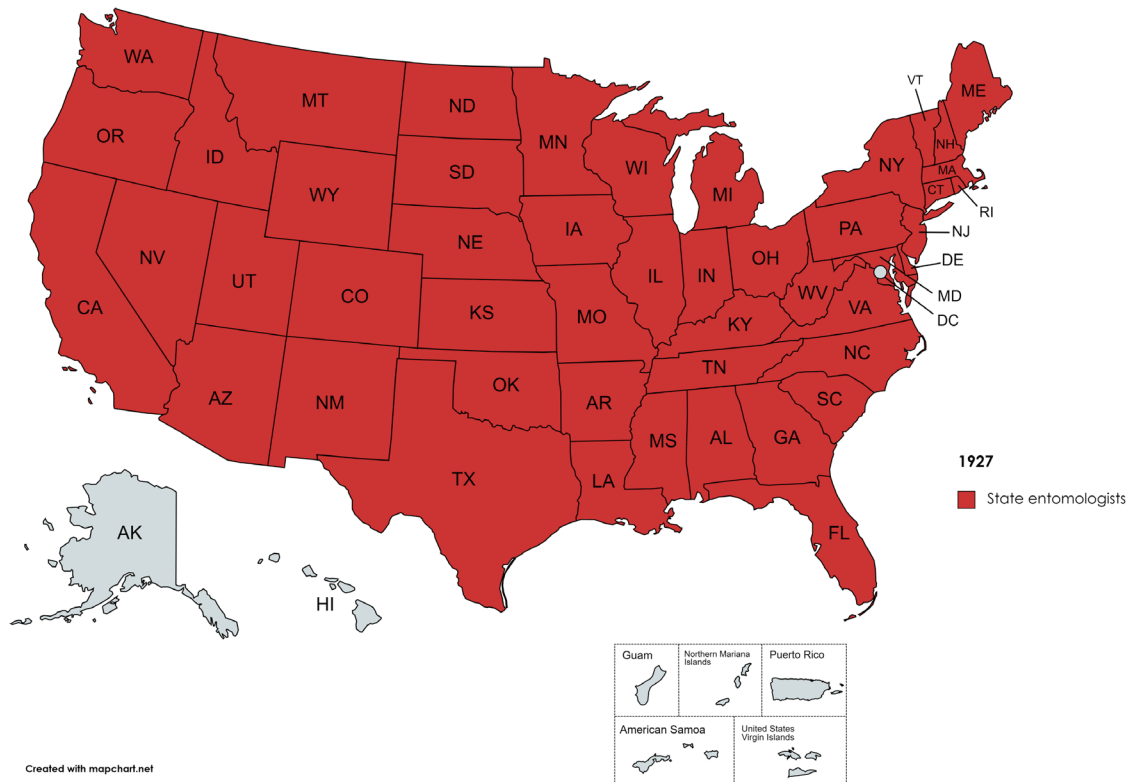 WA
MT
ND
MN
VT
ME
OR
ID
SD
WI
NY
NH
MA
WY
MI
CT
RI
NE
IA
PA
NJ
NV
UT
CO
IL
IN
OH
DE
CA
KS
MO
WV
VA
MD
KY
DC
NC
TN
AZ
NM
OK
AR
SC
MS
AL
GA
TX
LA
FL
1927
State entomologists
AK
HI
Guam
Northern Mariana
Islands
Puerto Rico
American Samoa
United States
Virgin Islands
Created with mapchart.net